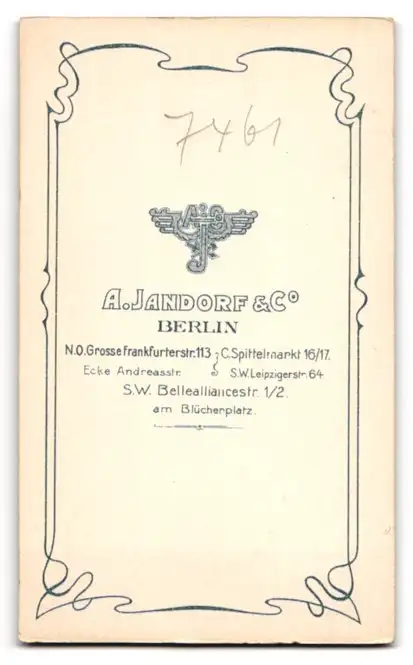 7461
A. JANDORF & Cº
BERLIN
N.O. Grosse Frankfurterstr. 113 ; C. Spittelmarkt 16/17.
Ecke Andreasstr. S.W. Leipzigerstr. 64
S.W. Bellealliancestr. 1/2.
am Blücherplatz.